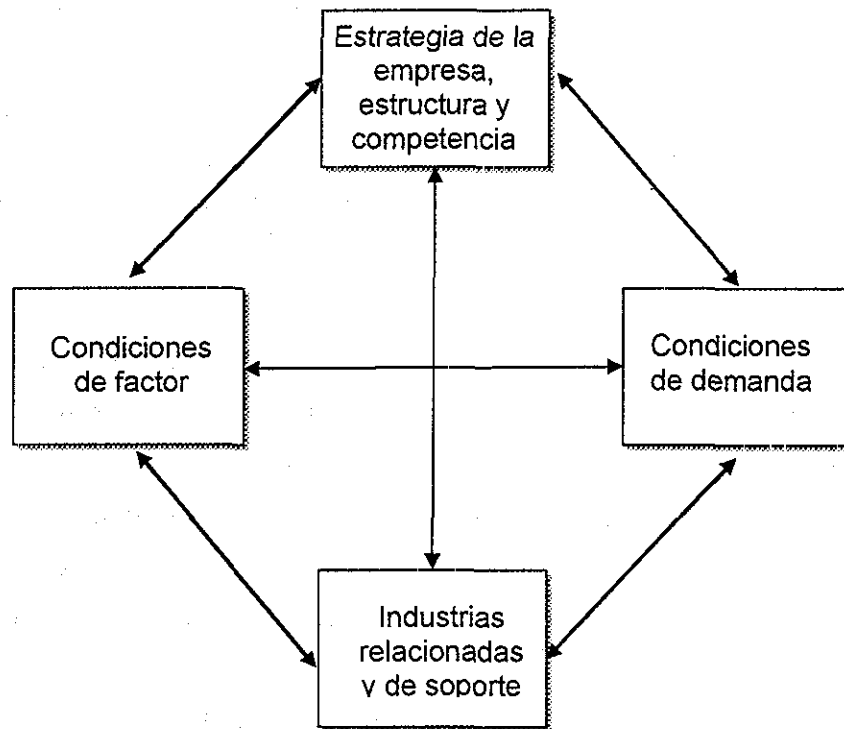 Estrategia de la
empresa,
estructura y
competencia
Condiciones
de factor
Condiciones
de demanda
Industrias
relacionadas
y de soporte